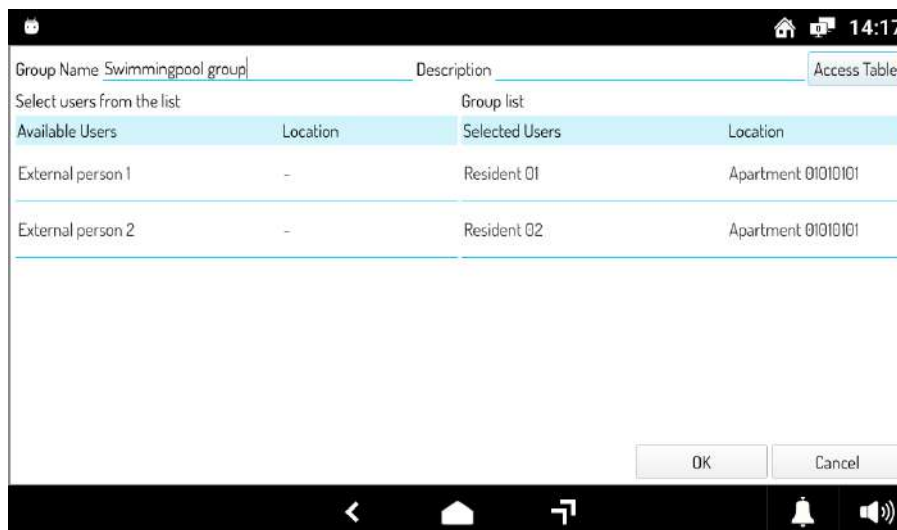 14:17
Group Name Swimmingpool group Description Access Table
Select users from the list Group list
Available Users Location Selected Users Location
External person 1 - Resident 01 Apartment 01010101
External person 2 - Resident 02 Apartment 01010101
OK Cancel